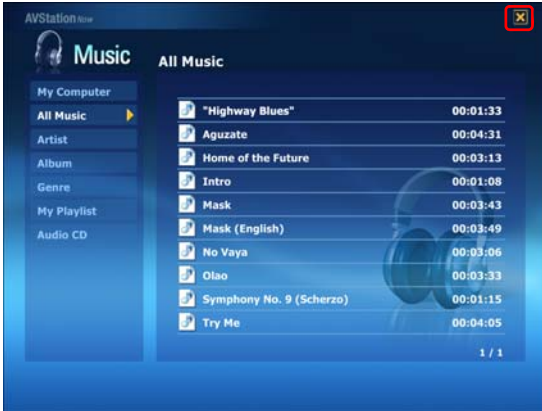 AVStation Now
Music
All Music
My Computer
All Music
Artist
Album
Genre
My Playlist
Audio CD
"Highway Blues" 00:01:33
Aguzate 00:04:31
Home of the Future 00:03:13
Intro 00:01:08
Mask 00:03:43
Mask (English) 00:03:49
No Vaya 00:03:06
Olao 00:03:33
Symphony No. 9 (Scherzo) 00:01:15
Try Me 00:04:05
1 / 1